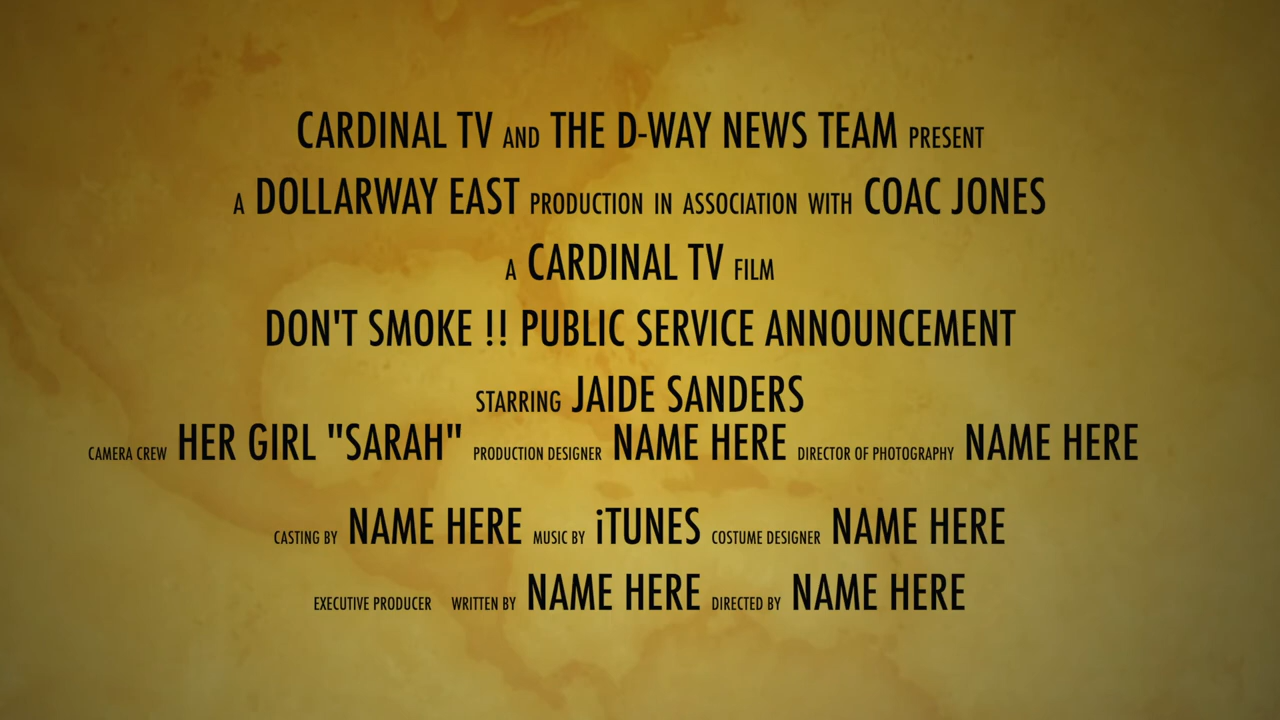 CARDINAL TV AND THE D-WAY NEWS TEAM PRESENT
A DOLLARWAY EAST PRODUCTION IN ASSOCIATION WITH COAC JONES
A CARDINAL TV FILM
DON'T SMOKE !! PUBLIC SERVICE ANNOUNCEMENT
STARRING JAIDE SANDERS
CAMERA CREW HER GIRL "SARAH" PRODUCTION DESIGNER NAME HERE DIRECTOR OF PHOTOGRAPHY NAME HERE
CASTING BY NAME HERE MUSIC BY iTUNES COSTUME DESIGNER NAME HERE
EXECUTIVE PRODUCER WRITTEN BY NAME HERE DIRECTED BY NAME HERE